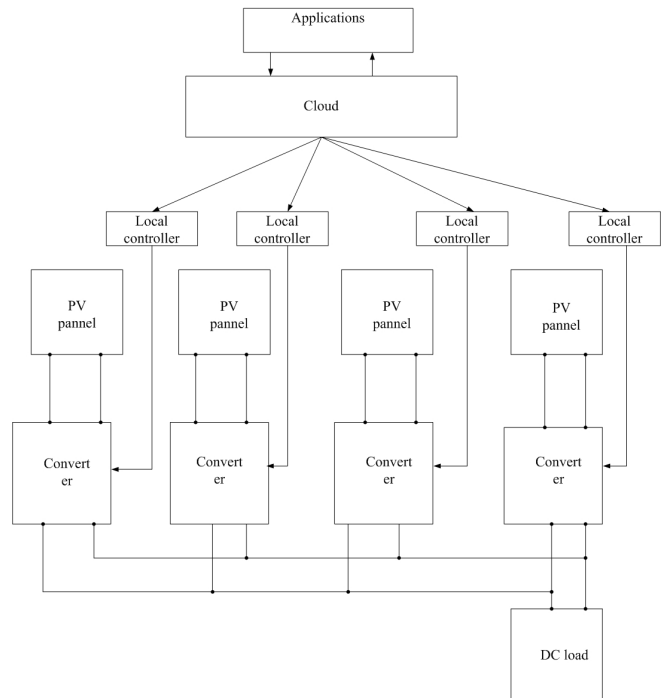 Applications
Cloud
Local
controller
Local
controller
Local
controller
Local
controller
PV
pannel
PV
pannel
PV
pannel
PV
pannel
Convert
er
Convert
er
Convert
er
Convert
er
DC load